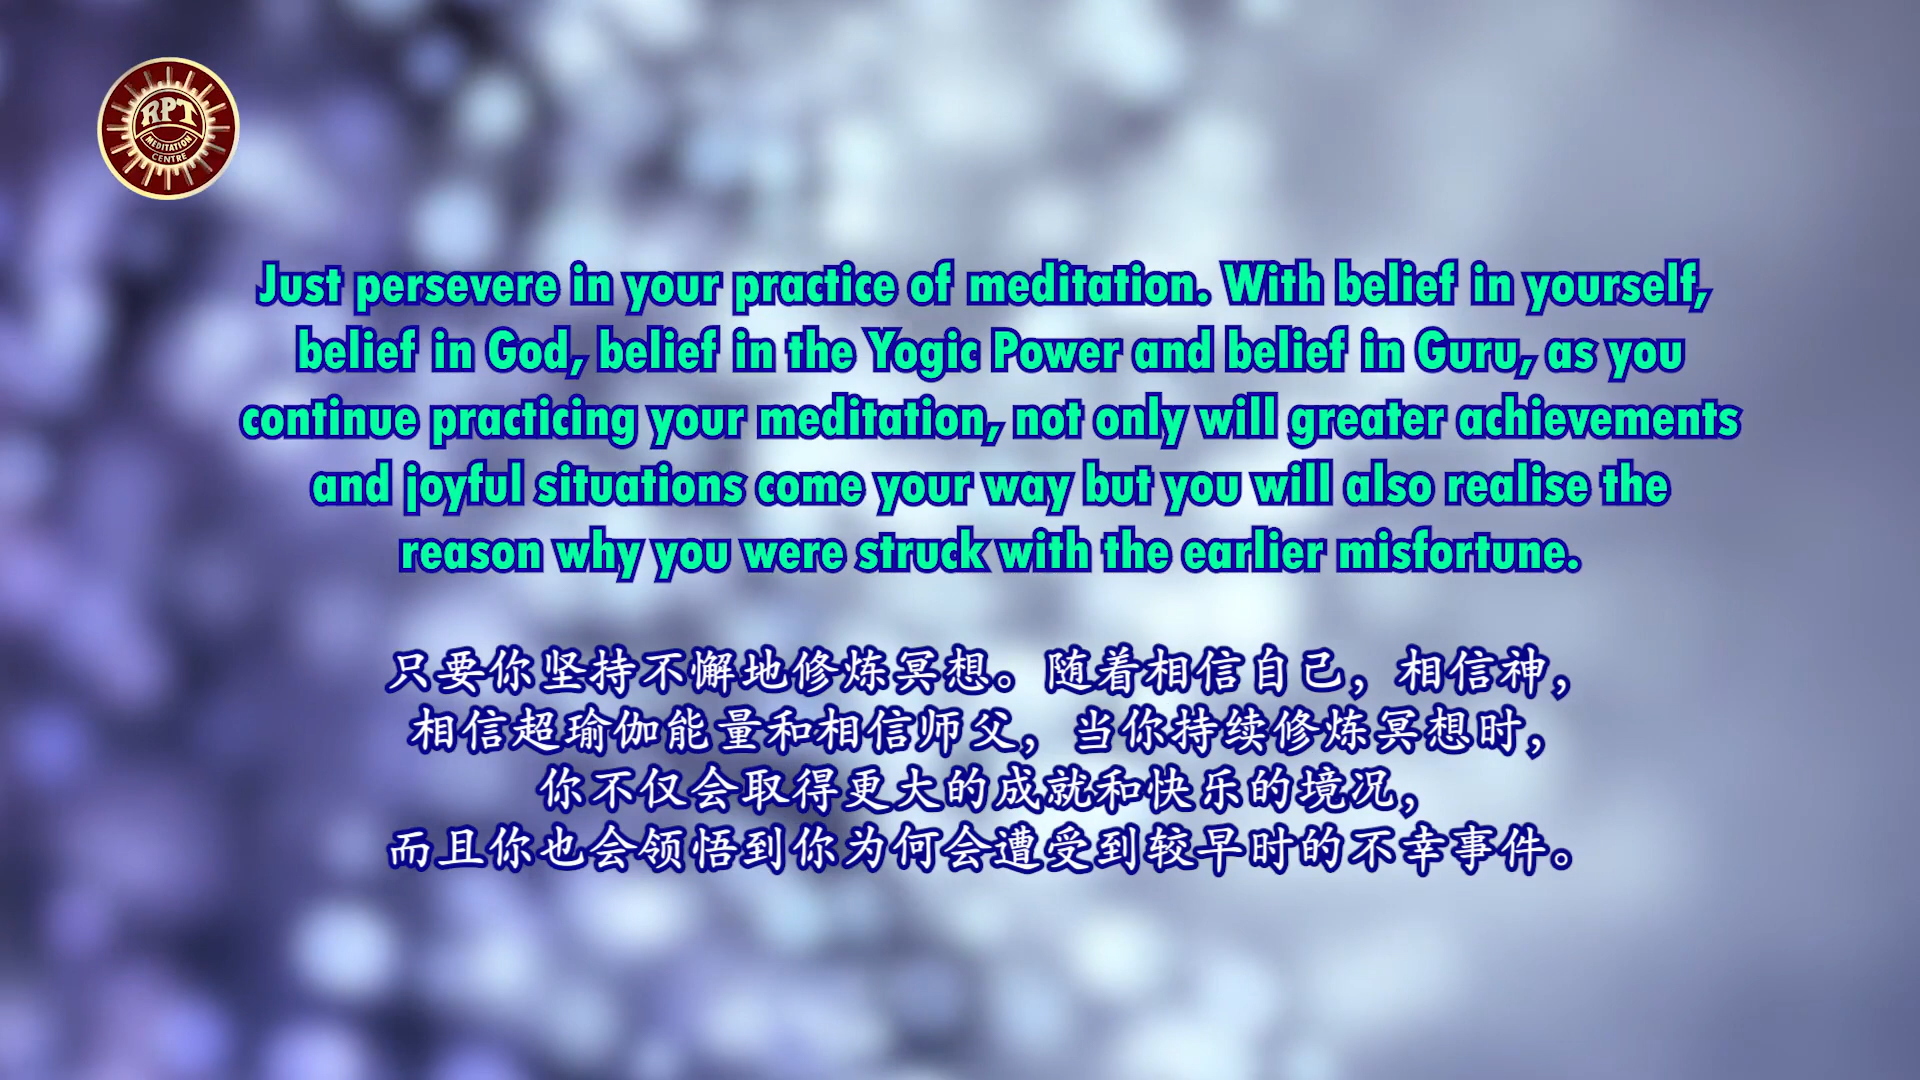 RPT
MEDITATION
CENTRE
Just persevere in your practice of meditation. With belief in yourself,
belief in God, belief in the Yogic Power and belief in Guru, as you
continue practicing your meditation, not only will greater achievements
and joyful situations come your way but you will also realise the
reason why you were struck with the earlier misfortune.
只要你坚持不懈地修炼冥想。随着相信自己，相信神，
相信超瑜伽能量和相信师父，当你持续修炼冥想时，
你不仅会取得更大的成就和快乐的境况，
而且你也会领悟到你为何会遭受到较早时的不幸事件。